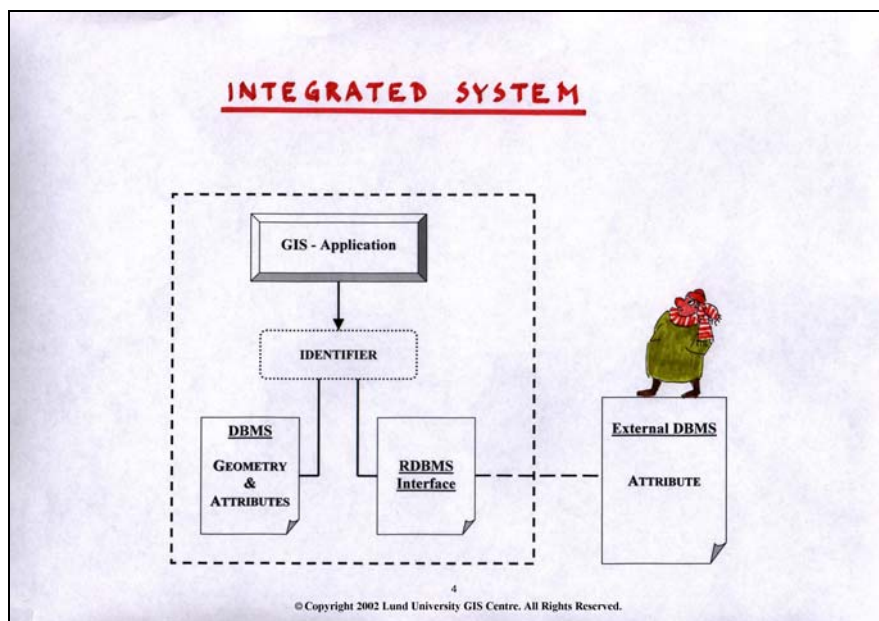 INTEGRATED SYSTEM
GIS - Application
IDENTIFIER
DBMS
GEOMETRY
&
ATTRIBUTES
RDBMS
Interface
External DBMS
ATTRIBUTE
4
© Copyright 2002 Lund University GIS Centre. All Rights Reserved.